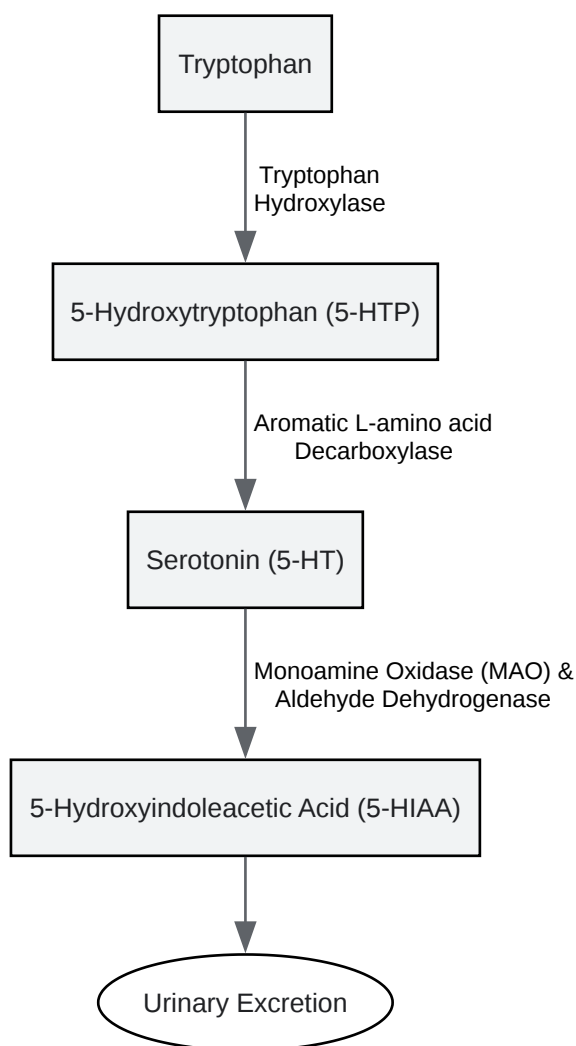 Tryptophan
Tryptophan
Hydroxylase
5-Hydroxytryptophan (5-HTP)
Aromatic L-amino acid
Decarboxylase
Serotonin (5-HT)
Monoamine Oxidase (MAO) &
Aldehyde Dehydrogenase
5-Hydroxyindoleacetic Acid (5-HIAA)
Urinary Excretion